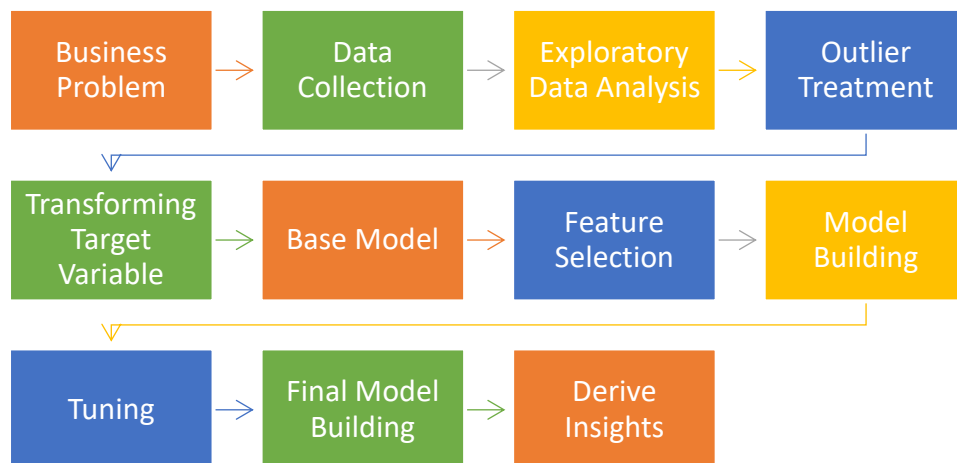 Business
Problem
Data
Collection
Exploratory
Data Analysis
Outlier
Treatment
Transforming
Target
Variable
Base Model
Feature
Selection
Model
Building
Tuning
Final Model
Building
Derive
Insights